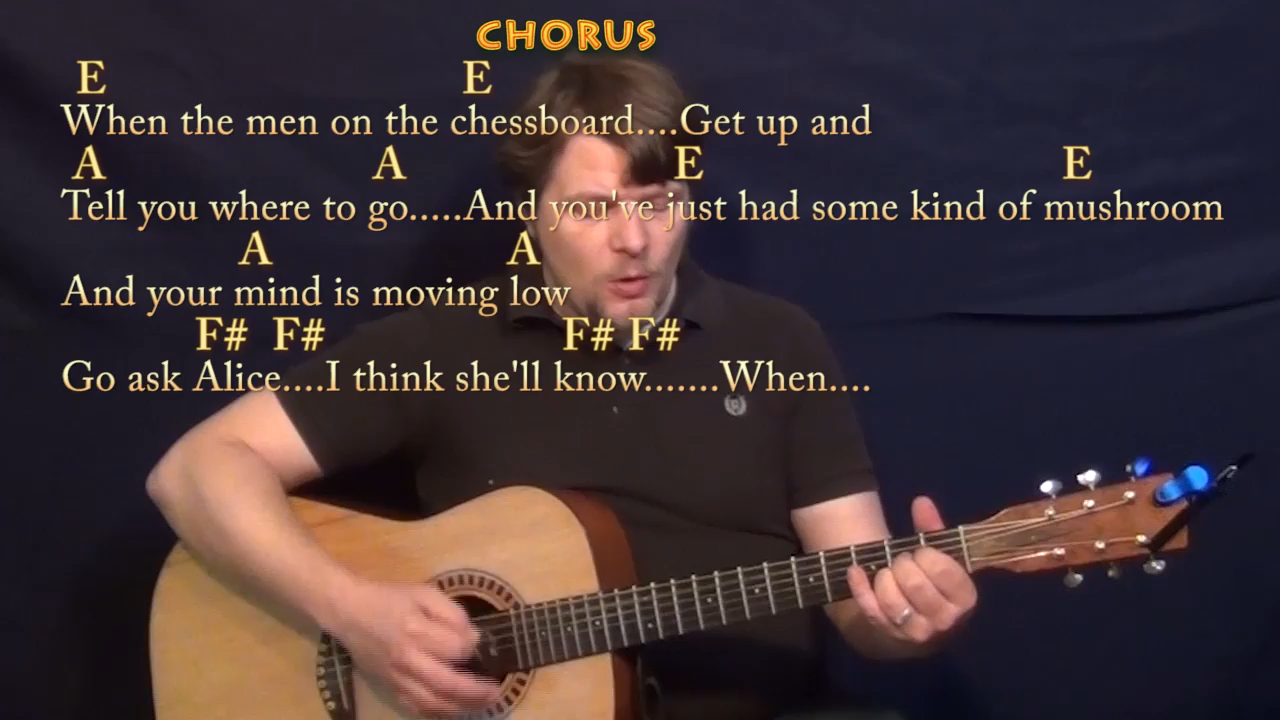 CHORUS
E E
When the men on the chessboard....Get up and
A A E E
Tell you where to go.....And you've just had some kind of mushroom
A A
And your mind is moving low
F# F# F# F#
Go ask Alice....I think she'll know.......When....